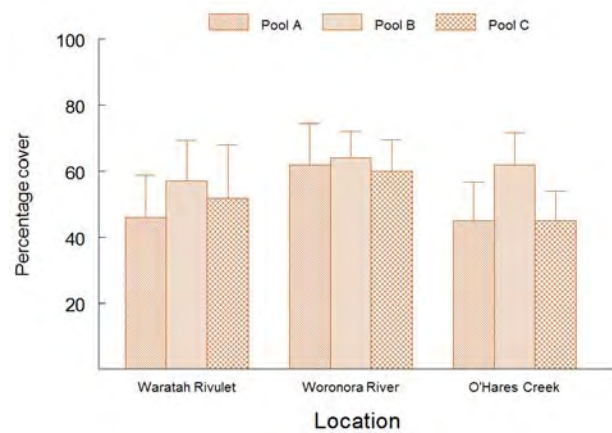 Pool A Pool B Pool C
100
80
60
40
20
Percentage cover
Waratah Rivulet Woronora River O'Hares Creek
Location